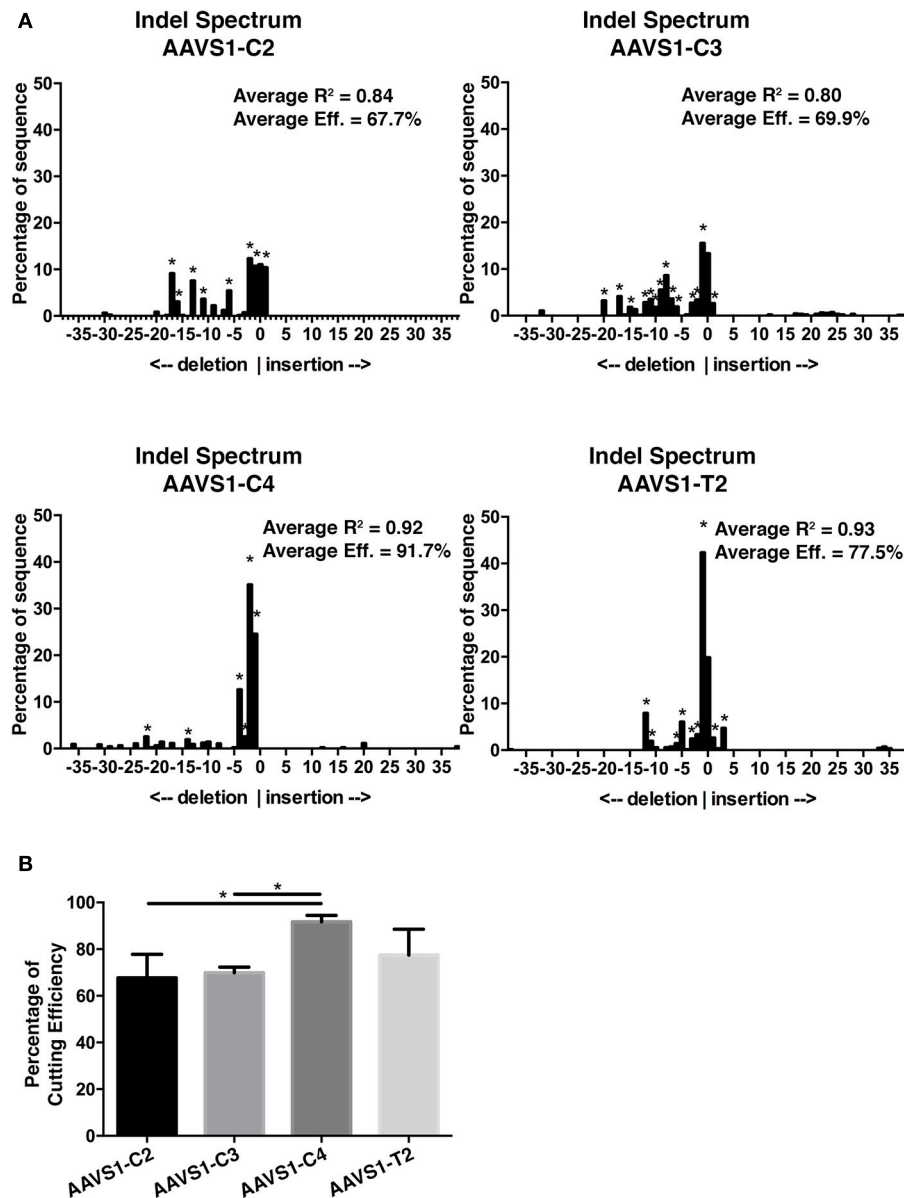 A
Indel Spectrum
AAVS1-C2
Average R² = 0.84
Average Eff. = 67.7%
Percentage of sequence
50
40
30
20
10
0
* * * * * * * *
-35 -30 -25 -20 -15 -10 -5 0 5 10 15 20 25 30 35
<-- deletion | insertion -->
Indel Spectrum
AAVS1-C3
Average R² = 0.80
Average Eff. = 69.9%
Percentage of sequence
50
40
30
20
10
0
-35 -30 -25 -20 -15 -10 -5 0 5 10 15 20 25 30 35
<-- deletion | insertion -->
Indel Spectrum
AAVS1-C4
Average R² = 0.92
Average Eff. = 91.7%
Percentage of sequence
50
40
30
20
10
0
-35 -30 -25 -20 -15 -10 -5 0 5 10 15 20 25 30 35
<-- deletion | insertion -->
Indel Spectrum
AAVS1-T2
Average R² = 0.93
Average Eff. = 77.5%
Percentage of sequence
50
40
30
20
10
0
-35 -30 -25 -20 -15 -10 -5 0 5 10 15 20 25 30 35
<-- deletion | insertion -->
B
Percentage of
Cutting Efficiency
100
80
60
40
20
0
* *
AAVS1-C2
AAVS1-C3
AAVS1-C4
AAVS1-T2